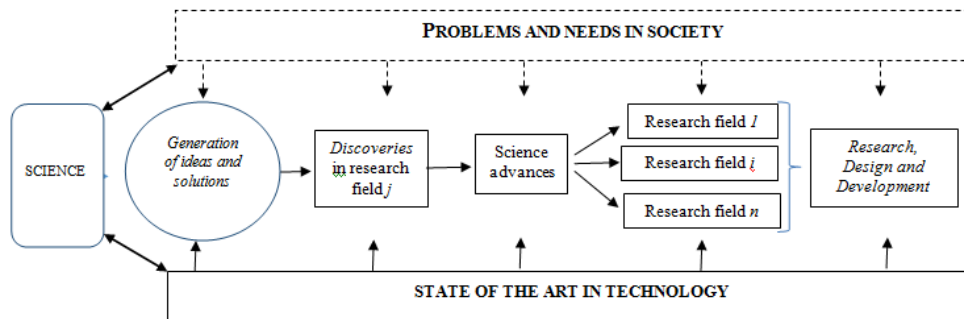 PROBLEMS AND NEEDS IN SOCIETY
SCIENCE
Generation
of ideas and
solutions
Discoveries
in research
field j
Science
advances
Research field 1
Research field i
Research field n
Research,
Design and
Development
STATE OF THE ART IN TECHNOLOGY